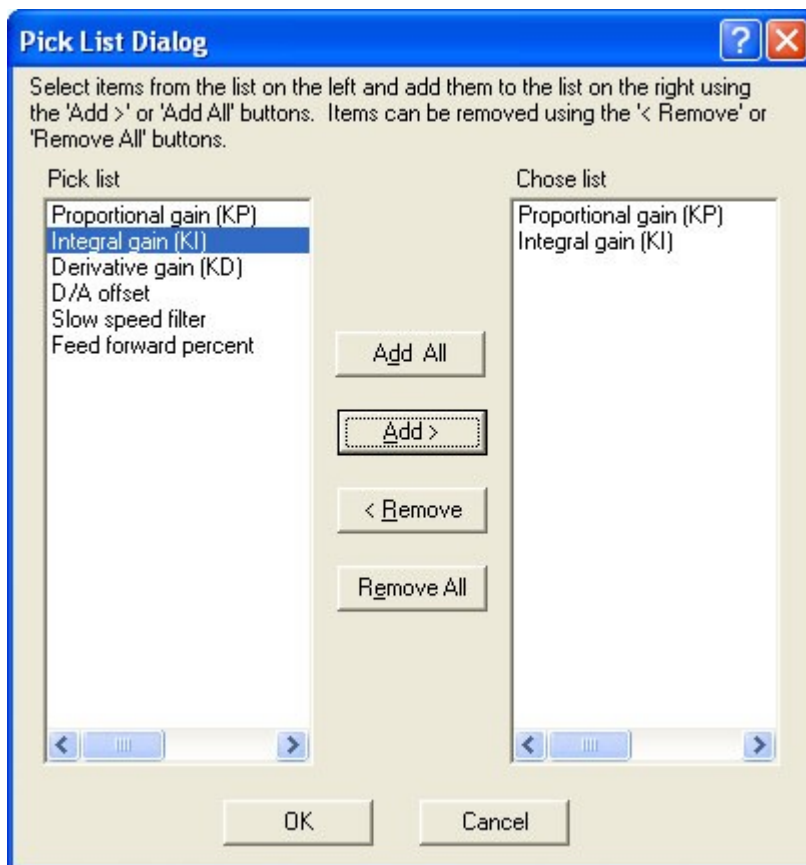 Pick List Dialog
Select items from the list on the left and add them to the list on the right using
the 'Add >' or 'Add All' buttons.  Items can be removed using the '< Remove' or
'Remove All' buttons.
Pick list
Proportional gain (KP)
Integral gain (KI)
Derivative gain (KD)
D/A offset
Slow speed filter
Feed forward percent
Add All
Add >
< Remove
Remove All
Chose list
Proportional gain (KP)
Integral gain (KI)
OK
Cancel